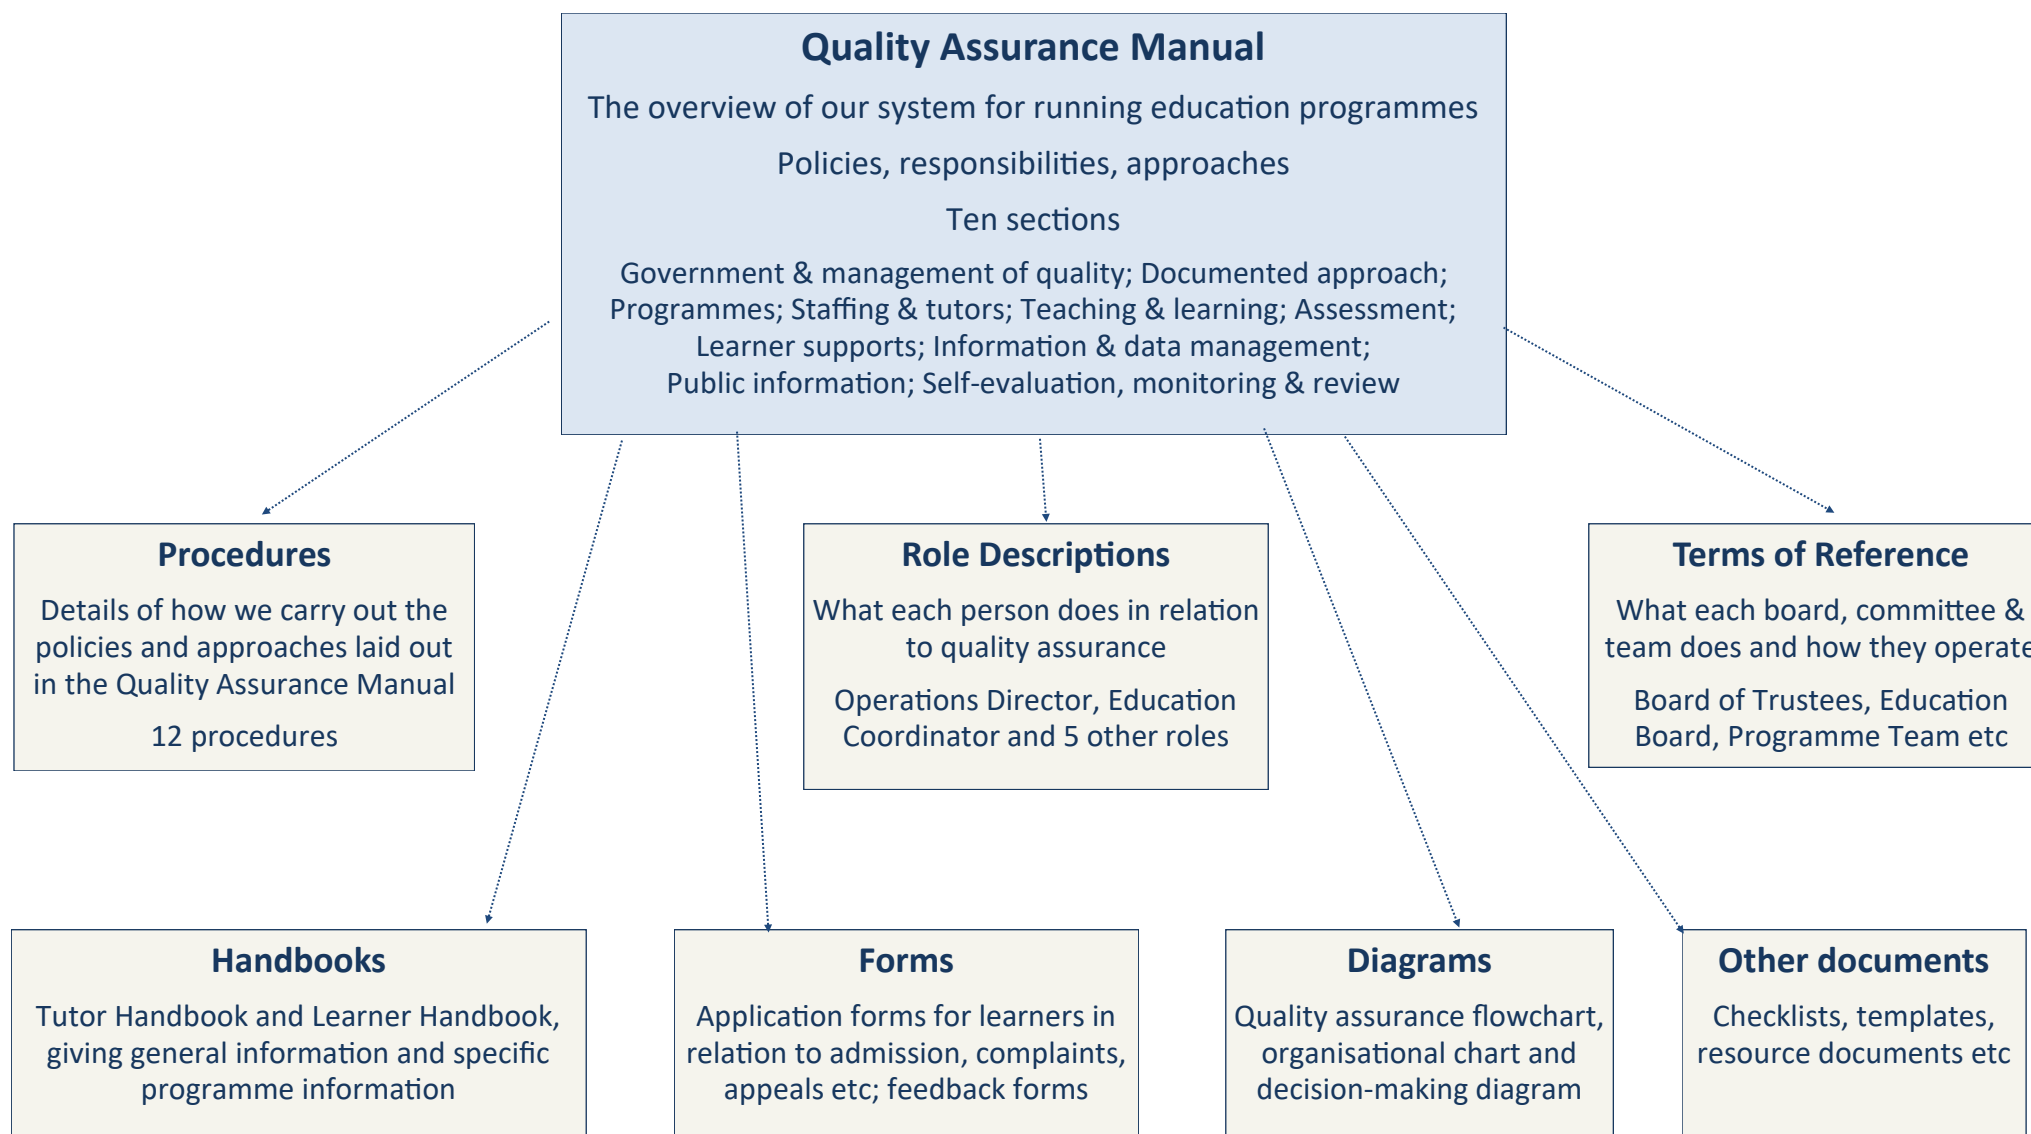 Quality Assurance Manual
The overview of our system for running education programmes
Policies, responsibilities, approaches
Ten sections
Government & management of quality; Documented approach;
Programmes; Staffing & tutors; Teaching & learning; Assessment;
Learner supports; Information & data management;
Public information; Self-evaluation, monitoring & review
Procedures
Details of how we carry out the
policies and approaches laid out
in the Quality Assurance Manual
12 procedures
Role Descriptions
What each person does in relation
to quality assurance
Operations Director, Education
Coordinator and 5 other roles
Terms of Reference
What each board, committee &
team does and how they operate
Board of Trustees, Education
Board, Programme Team etc
Handbooks
Tutor Handbook and Learner Handbook,
giving general information and specific
programme information
Forms
Application forms for learners in
relation to admission, complaints,
appeals etc; feedback forms
Diagrams
Quality assurance flowchart,
organisational chart and
decision-making diagram
Other documents
Checklists, templates,
resource documents etc